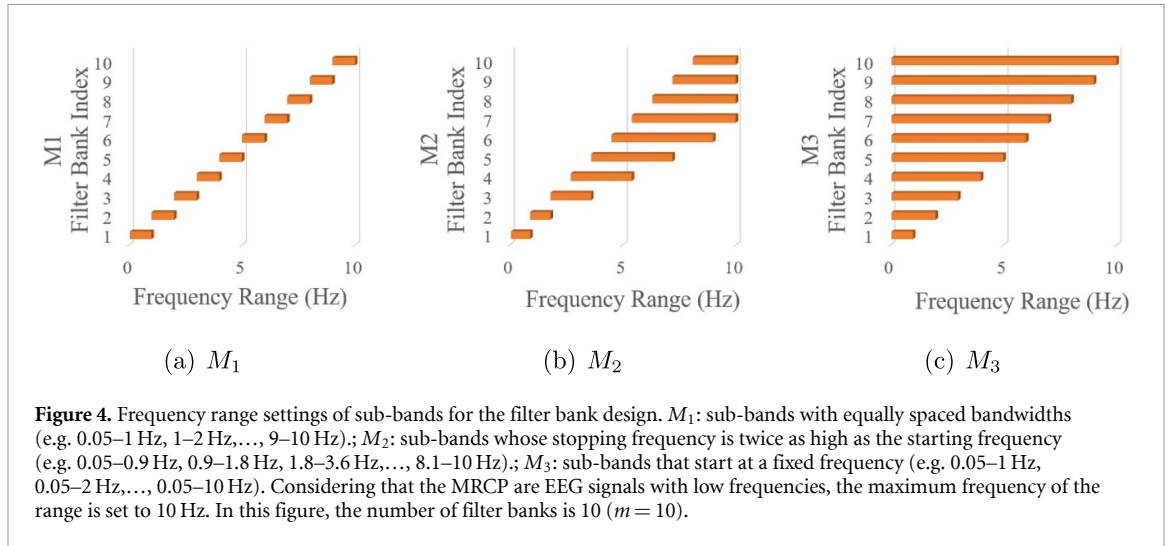 M1
Filter Bank Index
10
9
8
7
6
5
4
3
2
1
0
5
10
Frequency Range (Hz)
(a) M₁
M2
Filter Bank Index
10
9
8
7
6
5
4
3
2
1
0
5
10
Frequency Range (Hz)
(b) M₂
M3
Filter Bank Index
10
9
8
7
6
5
4
3
2
1
0
5
10
Frequency Range (Hz)
(c) M₃
Figure 4. Frequency range settings of sub-bands for the filter bank design. M₁: sub-bands with equally spaced bandwidths
(e.g. 0.05–1 Hz, 1–2 Hz,…, 9–10 Hz).; M₂: sub-bands whose stopping frequency is twice as high as the starting frequency
(e.g. 0.05–0.9 Hz, 0.9–1.8 Hz, 1.8–3.6 Hz,…, 8.1–10 Hz).; M₃: sub-bands that start at a fixed frequency (e.g. 0.05–1 Hz,
0.05–2 Hz,…, 0.05–10 Hz). Considering that the MRCP are EEG signals with low frequencies, the maximum frequency of the
range is set to 10 Hz. In this figure, the number of filter banks is 10 (m = 10).